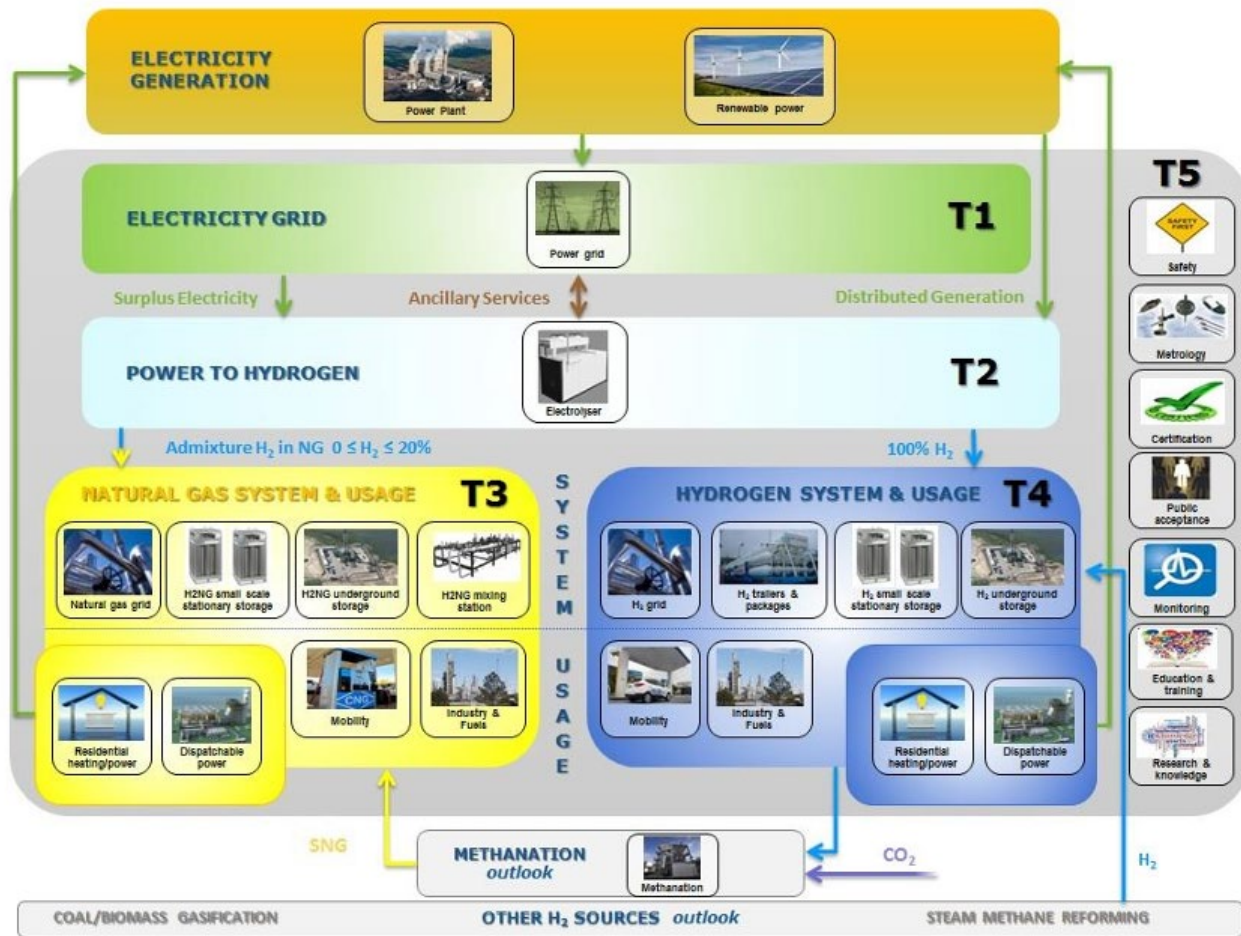 ELECTRICITY
GENERATION
Power Plant
Renewable power
T5
SAFETY
FIRST
Safety
Metrology
Certification
Public
acceptance
Monitoring
Education &
training
Research &
knowledge
ELECTRICITY GRID
Power grid
T1
Surplus Electricity
Ancillary Services
Distributed Generation
POWER TO HYDROGEN
Electrolyser
T2
Admixture H₂ in NG 0 ≤ H₂ ≤ 20%
100% H₂
NATURAL GAS SYSTEM & USAGE
T3
Natural gas grid
H2NG small scale
stationary storage
H2NG underground
storage
H2NG mixing
station
Residential
heating/power
Dispatchable
power
CNG
Mobility
Industry &
Fuels
SYSTEM
USAGE
HYDROGEN SYSTEM & USAGE
T4
H₂ grid
H₂ trailers &
packages
H₂ small scale
stationary storage
H₂ underground
storage
Mobility
Industry &
Fuels
Residential
heating/power
Dispatchable
power
SNG
METHANATION
outlook
Methanation
CO₂
H₂
COAL/BIOMASS GASIFICATION
OTHER H₂ SOURCES outlook
STEAM METHANE REFORMING